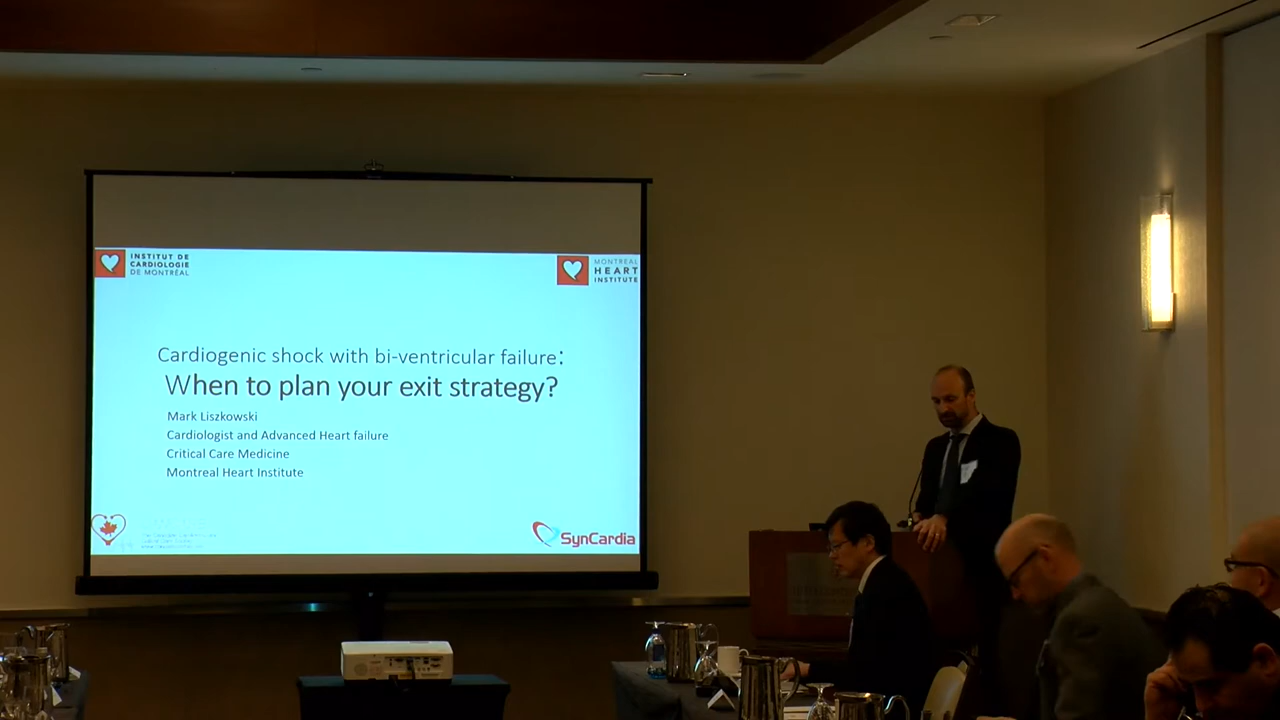 INSTITUT DE
CARDIOLOGIE
DE MONTRÉAL
MONTREAL
HEART
INSTITUTE
Cardiogenic shock with bi-ventricular failure:
When to plan your exit strategy?
Mark Liszkowski
Cardiologist and Advanced Heart failure
Critical Care Medicine
Montreal Heart Institute
SynCardia